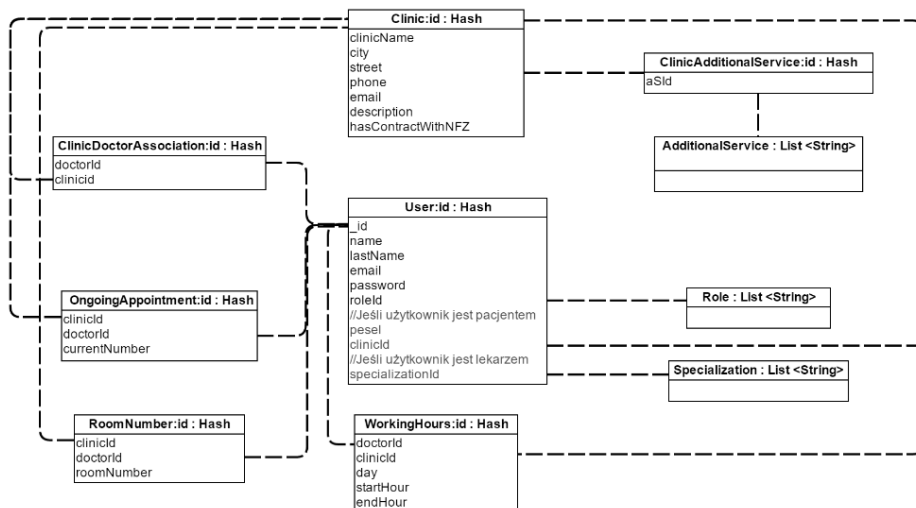 Clinic:id : Hash
clinicName
city
street
phone
email
description
hasContractWithNFZ
ClinicAdditionalService:id : Hash
aSId
AdditionalService : List <String>
ClinicDoctorAssociation:id : Hash
doctorId
clinicid
User:id : Hash
_id
name
lastName
email
password
roleId
//Jeśli użytkownik jest pacjentem
pesel
clinicId
//Jeśli użytkownik jest lekarzem
specializationId
OngoingAppointment:id : Hash
clinicId
doctorId
currentNumber
Role : List <String>
Specialization : List <String>
RoomNumber:id : Hash
clinicId
doctorId
roomNumber
WorkingHours:id : Hash
doctorId
clinicId
day
startHour
endHour